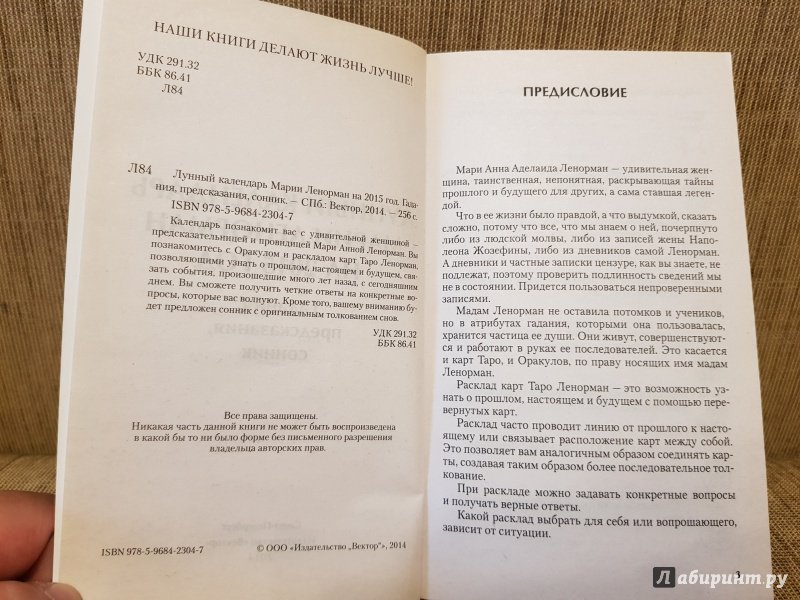 НАШИ КНИГИ ДЕЛАЮТ ЖИЗНЬ ЛУЧШЕ!
УДК 291.32
ББК 86.41
Л84
Л84 Лунный календарь Марии Ленорман на 2015 год. Гада-
ния, предсказания, сонник. — СПб.: Вектор, 2014. — 256 с.
ISBN 978-5-9684-2304-7
Календарь познакомит вас с удивительной женщиной —
предсказательницей и провидицей Мари Анной Ленорман. Вы
познакомитесь с Оракулом и раскладом карт Таро Ленорман,
позволяющими узнать о прошлом, настоящем и будущем, свя-
зать события, произошедшие много лет назад, с сегодняшним
днем. Вы сможете получить четкие ответы на конкретные во-
просы, которые вас волнуют. Кроме того, вашему вниманию бу-
дет предложен сонник с оригинальным толкованием снов.
УДК 291.32
ББК 86.41
предсказания,
сонник
Все права защищены.
Никакая часть данной книги не может быть воспроизведена
в какой бы то ни было форме без письменного разрешения
владельца авторских прав.
ISBN 978-5-9684-2304-7
© ООО «Издательство „Вектор“», 2014
ПРЕДИСЛОВИЕ
Мари Анна Аделаида Ленорман — удивительная жен-
щина, таинственная, непонятная, раскрывающая тайны
прошлого и будущего для других, а сама ставшая леген-
дой.
Что в ее жизни было правдой, а что выдумкой, сказать
сложно, потому что все, что мы знаем о ней, почерпнуто
либо из людской молвы, либо из записей жены Напо-
леона Жозефины, либо из дневников самой Ленорман.
А дневники и частные записки цензуре, как вы знаете, не
подлежат, поэтому проверить подлинность сведений мы
не в состоянии. Придется пользоваться непроверенными
записями.
Мадам Ленорман не оставила потомков и учеников,
но в атрибутах гадания, которыми она пользовалась,
хранится частица ее души. Они живут, совершенствуют-
ся и работают в руках ее последователей. Это касается
и карт Таро, и Оракулов, по праву носящих имя мадам
Ленорман.
Расклад карт Таро Ленорман — это возможность уз-
нать о прошлом, настоящем и будущем с помощью пере-
вернутых карт.
Расклад часто проводит линию от прошлого к насто-
ящему или связывает расположение карт между собой.
Это позволяет вам аналогичным образом соединять кар-
ты, создавая таким образом более последовательное тол-
кование.
При раскладе можно задавать конкретные вопросы
и получать верные ответы.
Какой расклад выбрать для себя или вопрошающего,
зависит от ситуации.
3
Лабиринт.ру